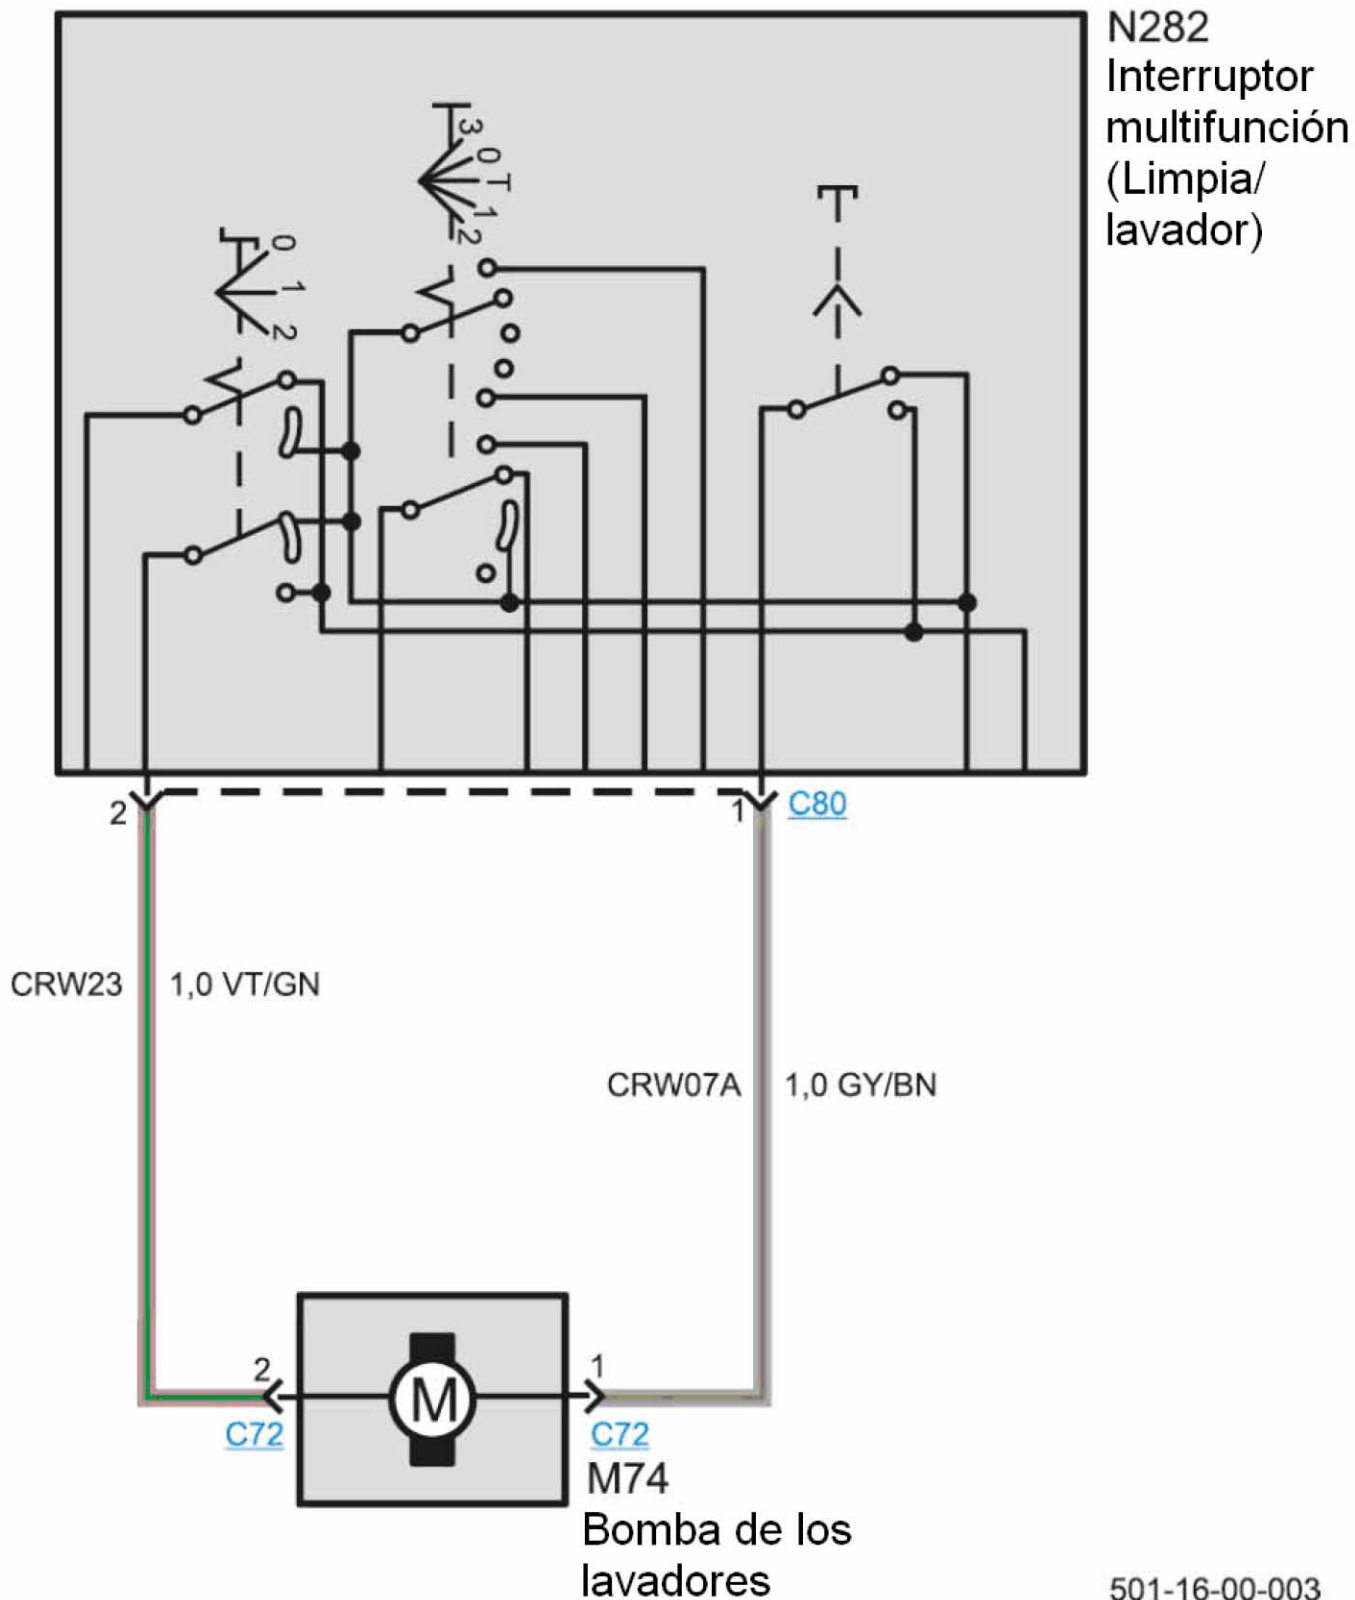 N282
Interruptor
multifunción
(Limpia/
lavador)
3
0
T
1
2
0
1
2
2
1
C80
CRW23
1,0 VT/GN
CRW07A
1,0 GY/BN
2
1
M
C72
C72
M74
Bomba de los
lavadores
501-16-00-003